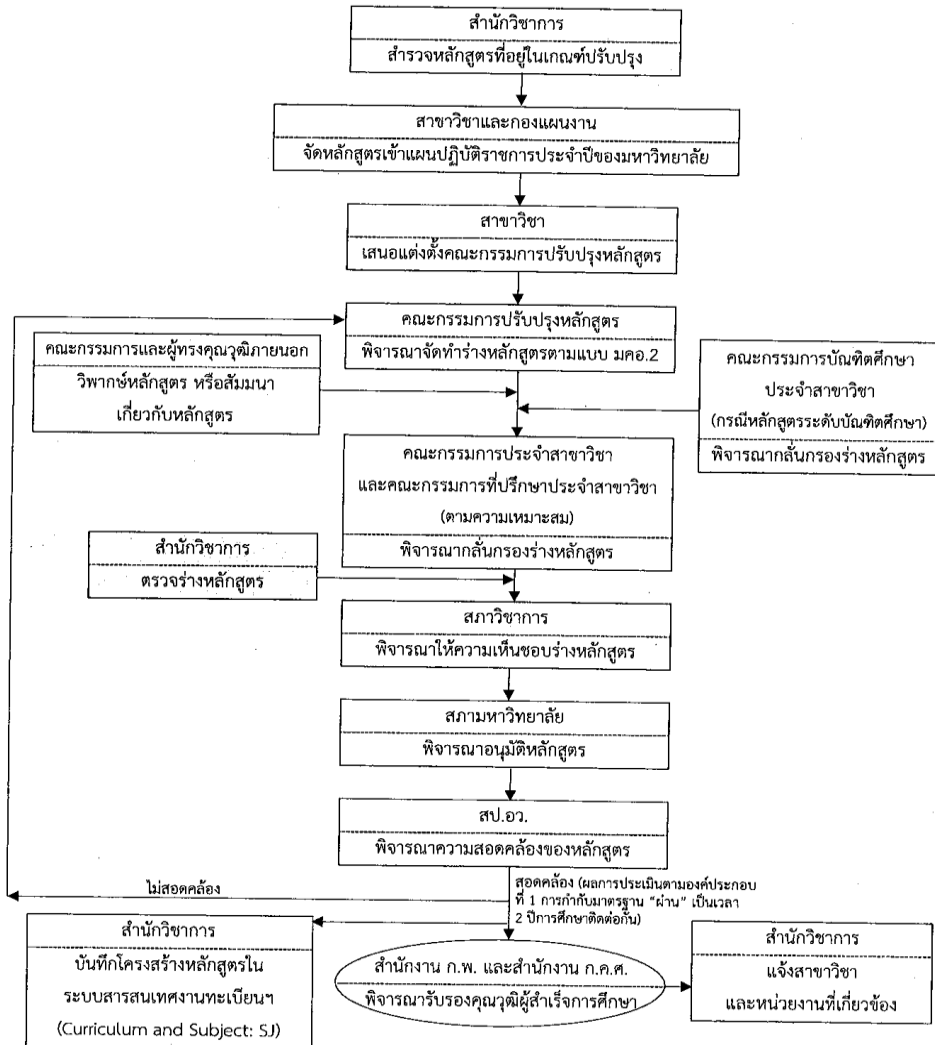 สำนักวิชาการ
สำรวจหลักสูตรที่อยู่ในเกณฑ์ปรับปรุง
สาขาวิชาและกองแผนงาน
จัดหลักสูตรเข้าแผนปฏิบัติราชการประจำปีของมหาวิทยาลัย
สาขาวิชา
เสนอแต่งตั้งคณะกรรมการปรับปรุงหลักสูตร
คณะกรรมการปรับปรุงหลักสูตร
พิจารณาจัดทำร่างหลักสูตรตามแบบ มคอ.2
คณะกรรมการและผู้ทรงคุณวุฒิภายนอก
วิพากษ์หลักสูตร หรือสัมมนา
เกี่ยวกับหลักสูตร
คณะกรรมการบัณฑิตศึกษา
ประจำสาขาวิชา
(กรณีหลักสูตรระดับบัณฑิตศึกษา)
พิจารณากลั่นกรองร่างหลักสูตร
คณะกรรมการประจำสาขาวิชา
และคณะกรรมการที่ปรึกษาประจำสาขาวิชา
(ตามความเหมาะสม)
พิจารณากลั่นกรองร่างหลักสูตร
สำนักวิชาการ
ตรวจร่างหลักสูตร
สภาวิชาการ
พิจารณาให้ความเห็นชอบร่างหลักสูตร
สภามหาวิทยาลัย
พิจารณาอนุมัติหลักสูตร
สป.อว.
พิจารณาความสอดคล้องของหลักสูตร
ไม่สอดคล้อง
สอดคล้อง (ผลการประเมินตามองค์ประกอบ
ที่ 1 การกำกับมาตรฐาน "ผ่าน" เป็นเวลา
2 ปีการศึกษาติดต่อกัน)
สำนักวิชาการ
บันทึกโครงสร้างหลักสูตรใน
ระบบสารสนเทศงานทะเบียนฯ
(Curriculum and Subject: SJ)
สำนักงาน ก.พ. และสำนักงาน ก.ค.ศ.
พิจารณารับรองคุณวุฒิผู้สำเร็จการศึกษา
สำนักวิชาการ
แจ้งสาขาวิชา
และหน่วยงานที่เกี่ยวข้อง